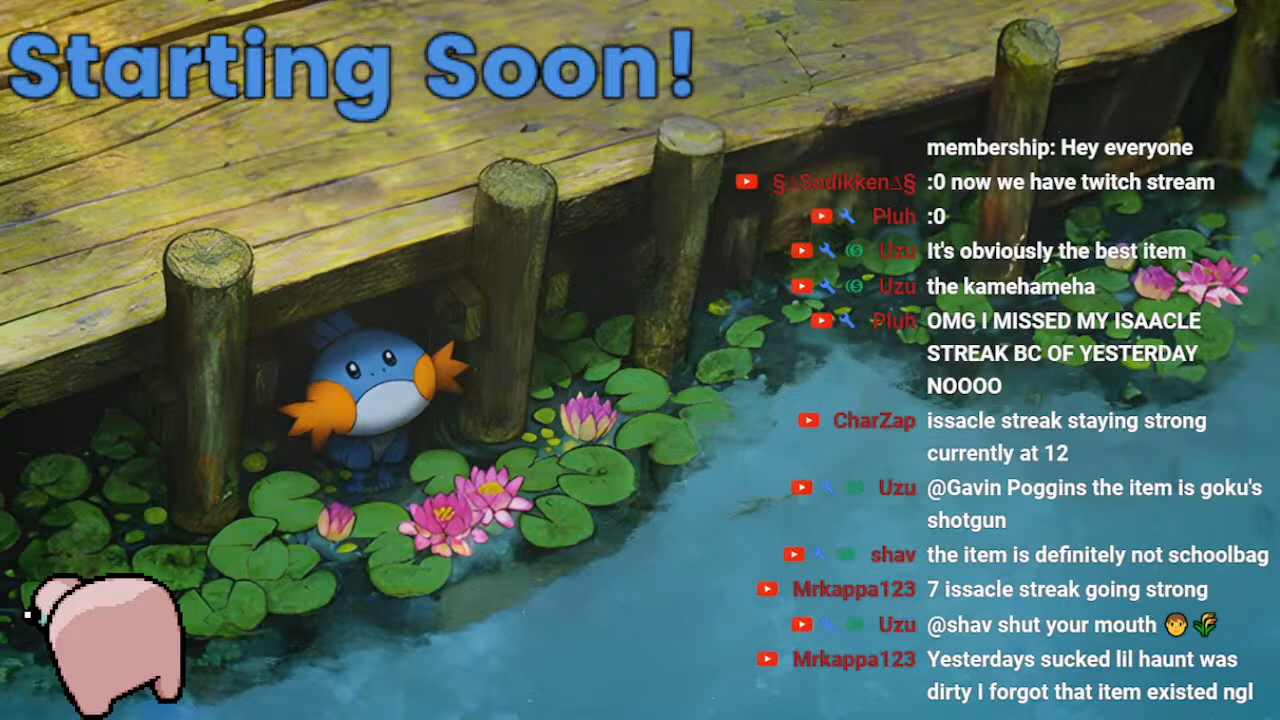 Starting Soon!
membership: Hey everyone
§△Sodikken△§ :0 now we have twitch stream
Pluh :0
Uzu It's obviously the best item
Uzu the kamehameha
Pluh OMG I MISSED MY ISAACLE
STREAK BC OF YESTERDAY
NOOOO
CharZap issacle streak staying strong
currently at 12
Uzu @Gavin Poggins the item is goku's
shotgun
shav the item is definitely not schoolbag
Mrkappa123 7 issacle streak going strong
Uzu @shav shut your mouth 👨🌾
Mrkappa123 Yesterdays sucked lil haunt was
dirty I forgot that item existed ngl